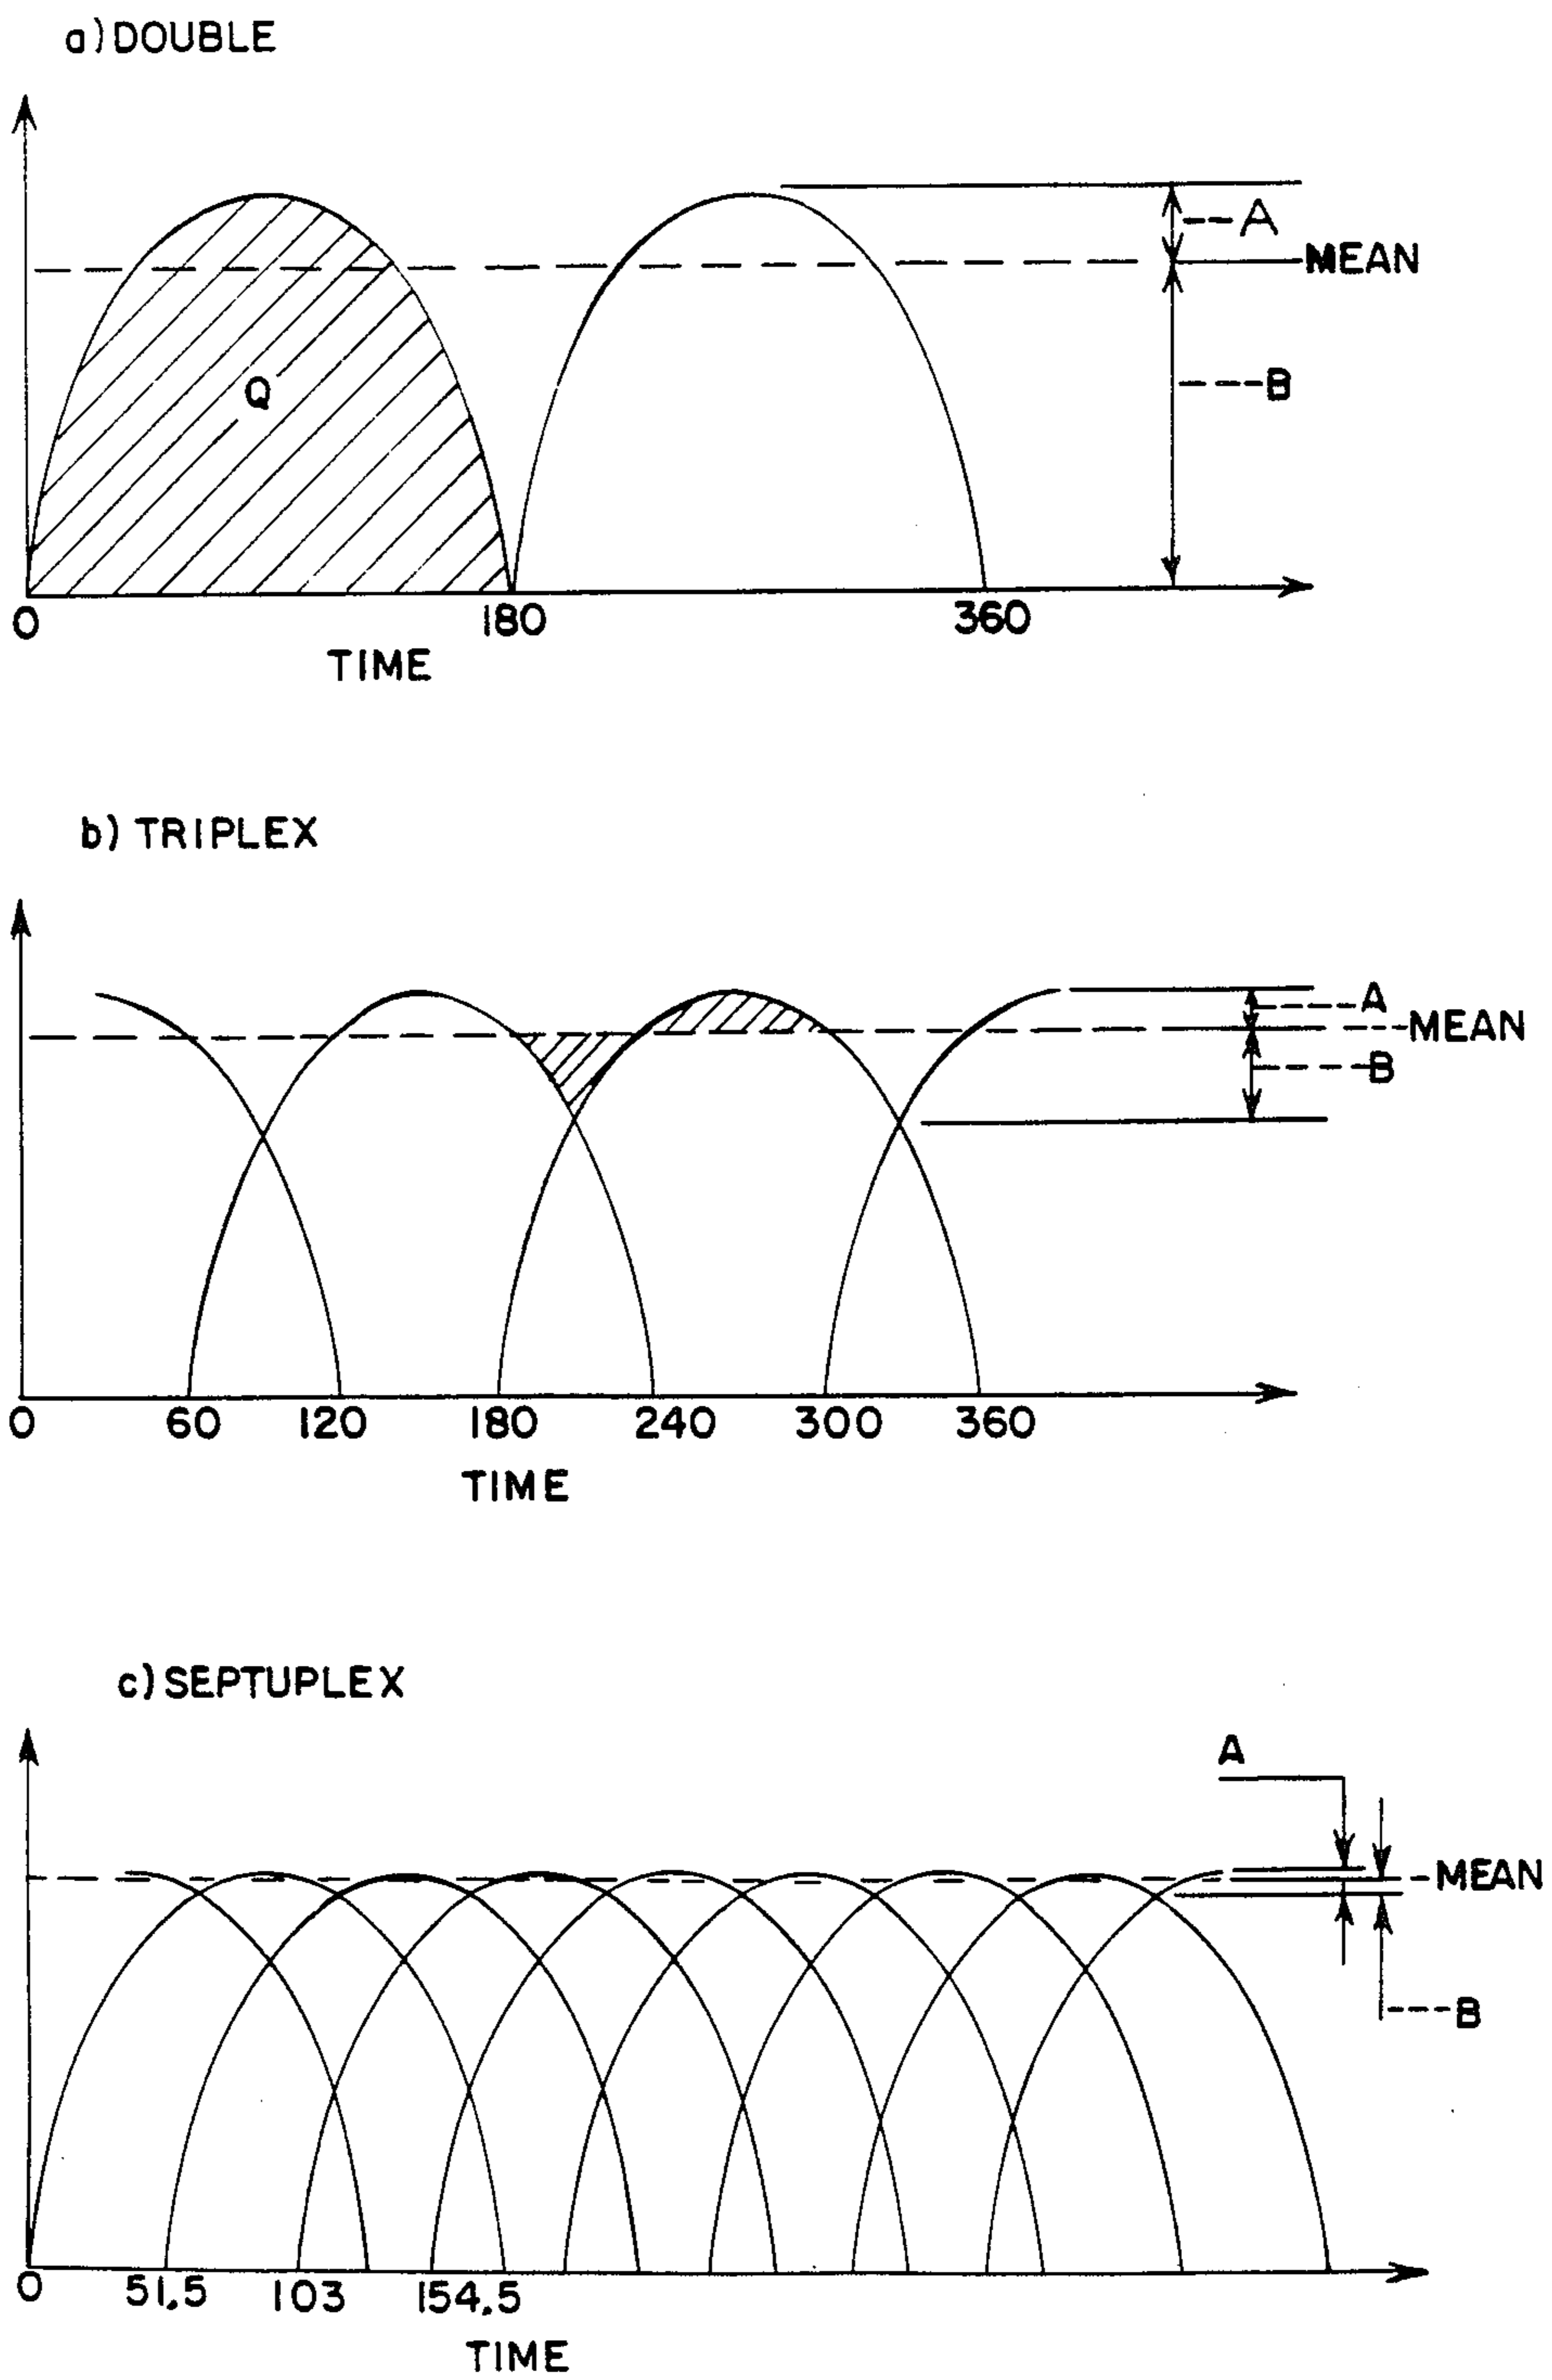 a) DOUBLE
A
MEAN
Q
B
0 180 360
TIME
b) TRIPLEX
A
MEAN
B
0 60 120 180 240 300 360
TIME
c) SEPTUPLEX
A
MEAN
B
0 51,5 103 154,5
TIME